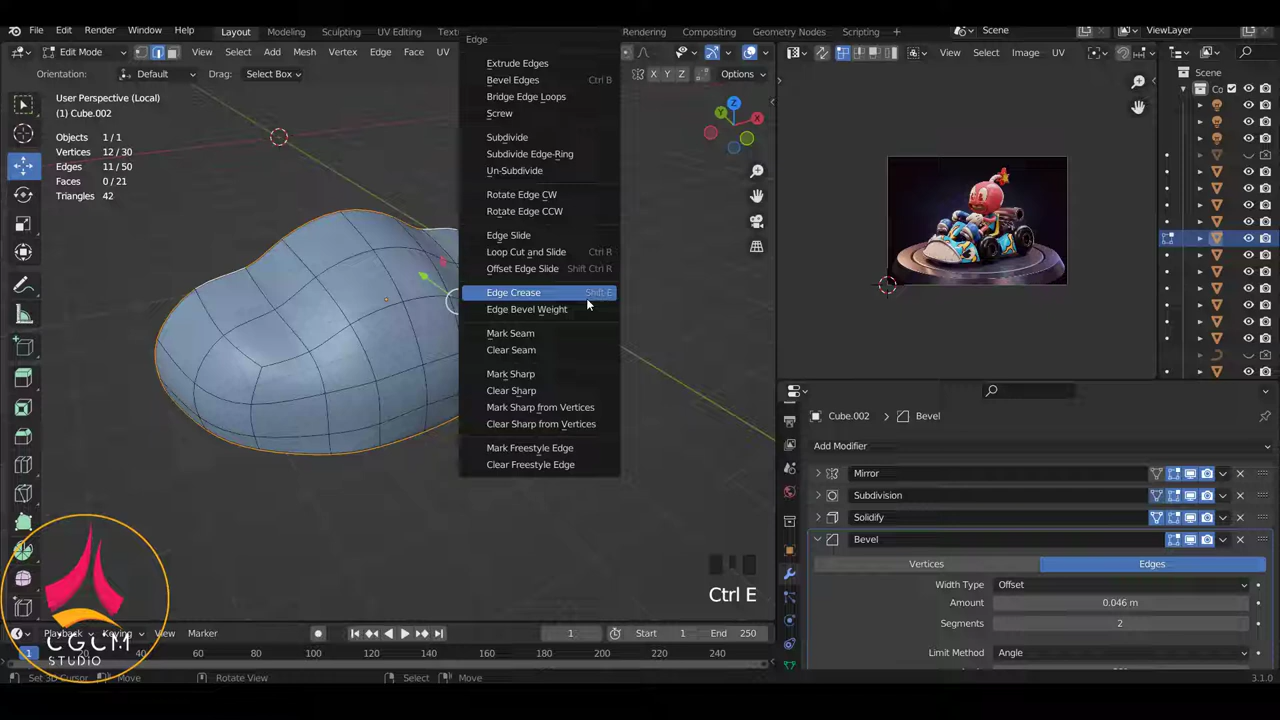 File Edit Render Window Help Layout Modeling Sculpting UV Editing Rendering Compositing Geometry Nodes Scripting + Scene ViewLayer
Edit Mode View Select Add Mesh Vertex Edge Face UV
View Select Image UV
Orientation: Default Drag: Select Box X Y Z Options
User Perspective (Local)
(1) Cube.002
Objects 1 / 1
Vertices 12 / 30
Edges 11 / 50
Faces 0 / 21
Triangles 42
Edge
Extrude Edges
Bevel Edges Ctrl B
Bridge Edge Loops
Screw
Subdivide
Subdivide Edge-Ring
Un-Subdivide
Rotate Edge CW
Rotate Edge CCW
Edge Slide
Loop Cut and Slide Ctrl R
Offset Edge Slide Shift Ctrl R
Edge Crease Shift E
Edge Bevel Weight
Mark Seam
Clear Seam
Mark Sharp
Clear Sharp
Mark Sharp from Vertices
Clear Sharp from Vertices
Mark Freestyle Edge
Clear Freestyle Edge
Z
X
Y
Scene
Co
Cube.002 Bevel
Add Modifier
Mirror
Subdivision
Solidify
Bevel
Vertices Edges
Width Type Offset
Amount 0.046 m
Segments 2
Limit Method Angle
Ctrl E
CGCM
STUDIO
Playback Keying View Marker 1 Start 1 End 250
1 20 40 60 80 100 120 140 160 180 200 220 240
Set 3D Cursor Move Rotate View Select Move 3.1.0